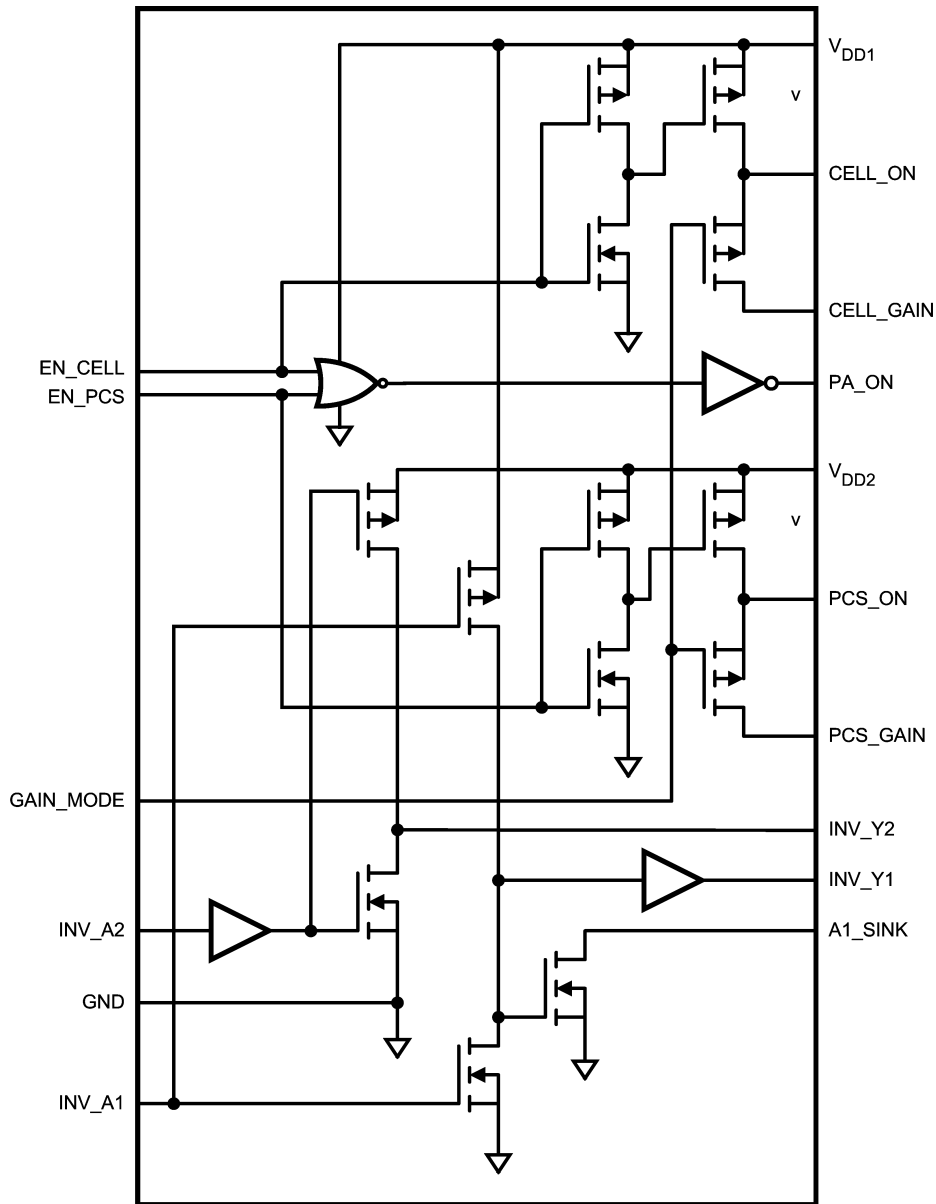 VDD1
v
CELL_ON
CELL_GAIN
EN_CELL
EN_PCS
PA_ON
VDD2
v
PCS_ON
PCS_GAIN
GAIN_MODE
INV_Y2
INV_Y1
INV_A2
A1_SINK
GND
INV_A1